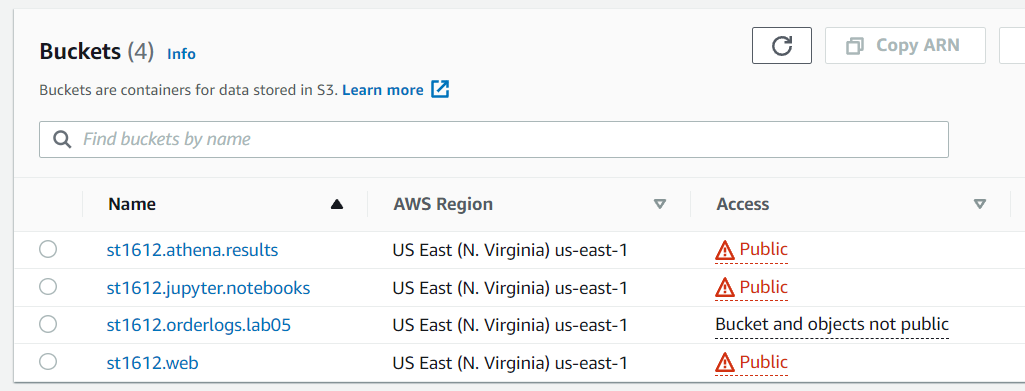 Buckets (4) Info
Copy ARN
Buckets are containers for data stored in S3. Learn more
Find buckets by name
Name AWS Region Access
st1612.athena.results US East (N. Virginia) us-east-1 Public
st1612.jupyter.notebooks US East (N. Virginia) us-east-1 Public
st1612.orderlogs.lab05 US East (N. Virginia) us-east-1 Bucket and objects not public
st1612.web US East (N. Virginia) us-east-1 Public